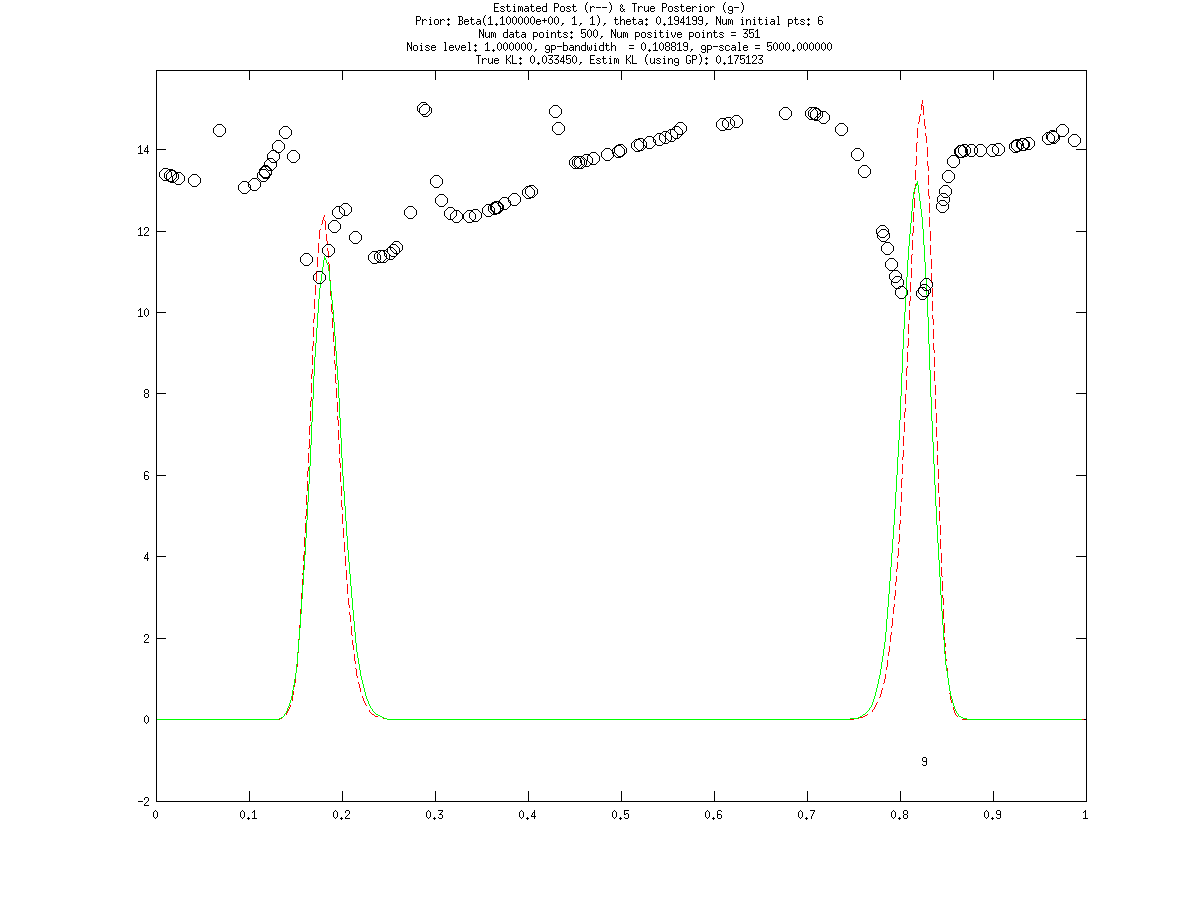 Estimated Post (r--) & True Posterior (g-)
Prior: Beta(1.100000e+00, 1, 1), theta: 0.194199, Num initial pts: 6
Num data points: 500, Num positive points = 351
Noise level: 1.000000, gp-bandwidth  = 0.108819, gp-scale = 5000.000000
True KL: 0.033450, Estim KL (using GP): 0.175123
14
12
10
8
6
4
2
0
9
-2
0 0.1 0.2 0.3 0.4 0.5 0.6 0.7 0.8 0.9 1